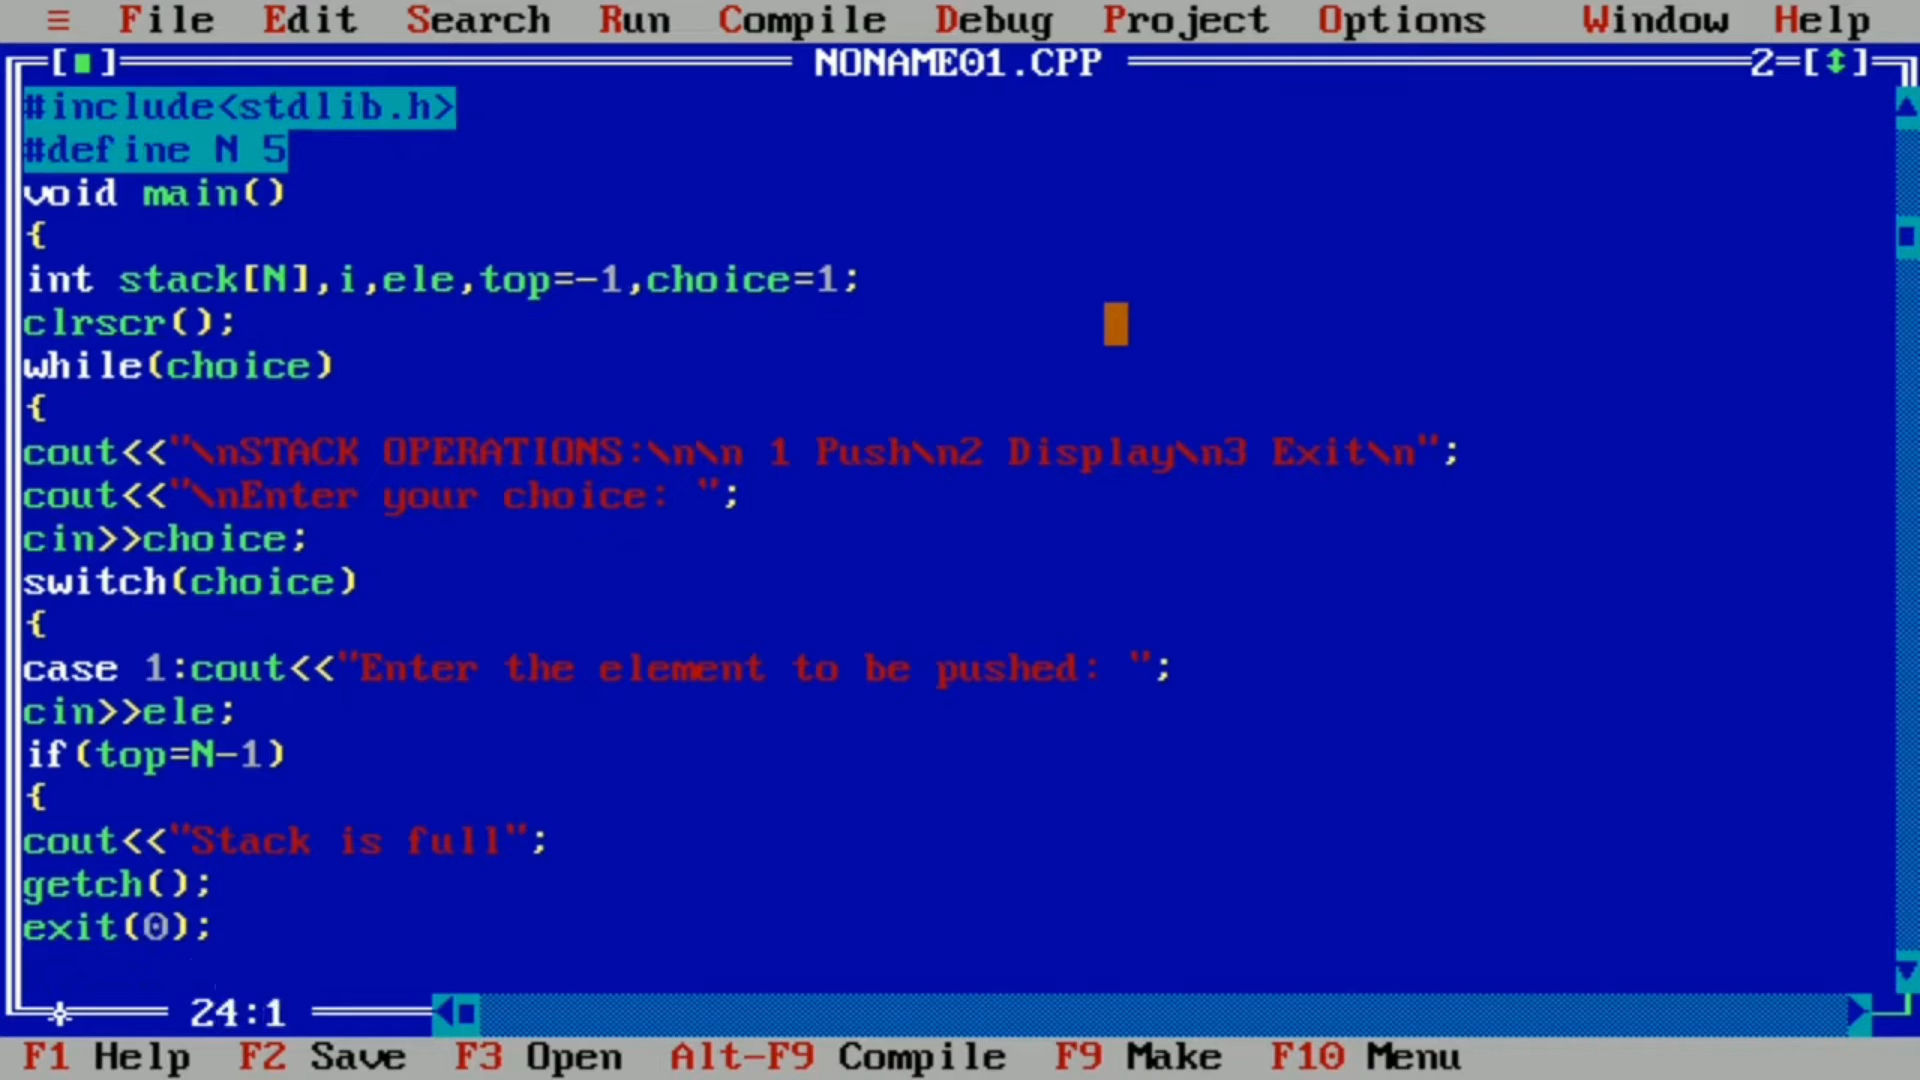 ≡ File Edit Search Run Compile Debug Project Options Window Help
[■] NONAME01.CPP 2=[↕]
#include<stdlib.h>
#define N 5
void main()
{
int stack[N],i,ele,top=-1,choice=1;
clrscr();
while(choice)
{
cout<<"\nSTACK OPERATIONS:\n\n 1 Push\n2 Display\n3 Exit\n";
cout<<"\nEnter your choice: ";
cin>>choice;
switch(choice)
{
case 1:cout<<"Enter the element to be pushed: ";
cin>>ele;
if(top=N-1)
{
cout<<"Stack is full";
getch();
exit(0);
24:1
F1 Help F2 Save F3 Open Alt-F9 Compile F9 Make F10 Menu